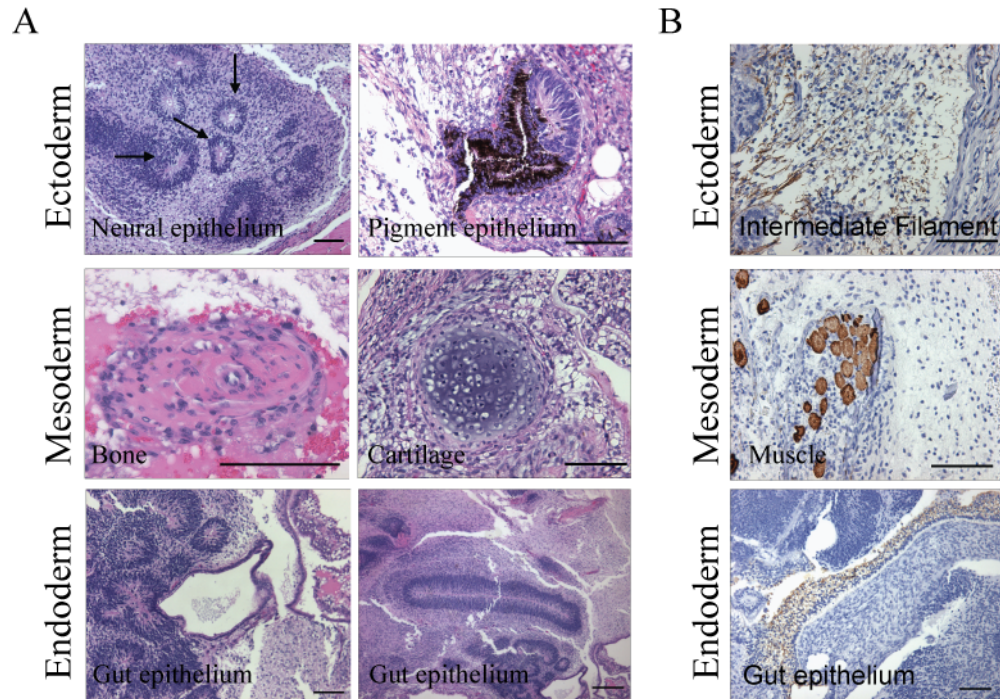 A
B
Ectoderm
Neural epithelium
Pigment epithelium
Ectoderm
Intermediate Filament
Mesoderm
Bone
Cartilage
Mesoderm
Muscle
Endoderm
Gut epithelium
Gut epithelium
Endoderm
Gut epithelium